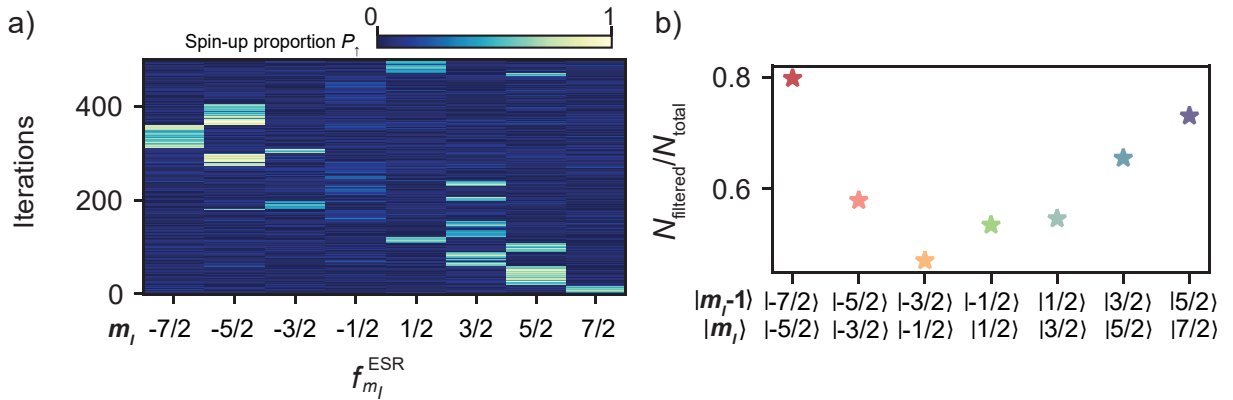 a)
Spin-up proportion P↑
0 1
Iterations
400
200
0
m_I -7/2 -5/2 -3/2 -1/2 1/2 3/2 5/2 7/2
f_{m_I}^{ESR}
b)
N_filtered/N_total
0.8
0.6
|m_I-1⟩ |-7/2⟩ |-5/2⟩ |-3/2⟩ |-1/2⟩ |1/2⟩ |3/2⟩ |5/2⟩
|m_I⟩ |-5/2⟩ |-3/2⟩ |-1/2⟩ |1/2⟩ |3/2⟩ |5/2⟩ |7/2⟩